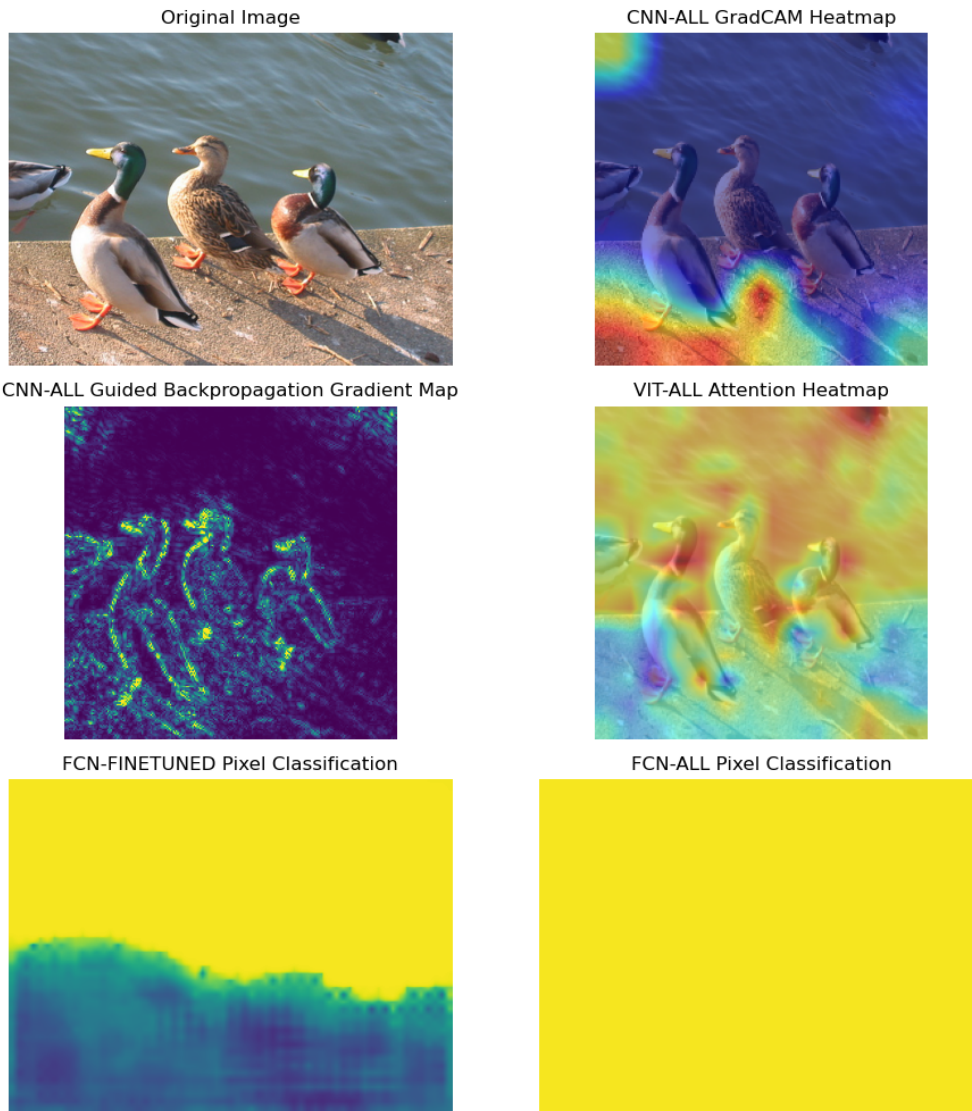 Original Image
CNN-ALL GradCAM Heatmap
CNN-ALL Guided Backpropagation Gradient Map
VIT-ALL Attention Heatmap
FCN-FINETUNED Pixel Classification
FCN-ALL Pixel Classification